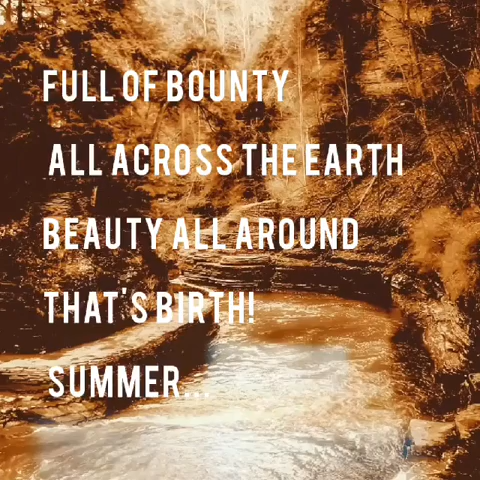 FULL OF BOUNTY
ALL ACROSS THE EARTH
BEAUTY ALL AROUND
THAT'S BIRTH!
SUMMER...